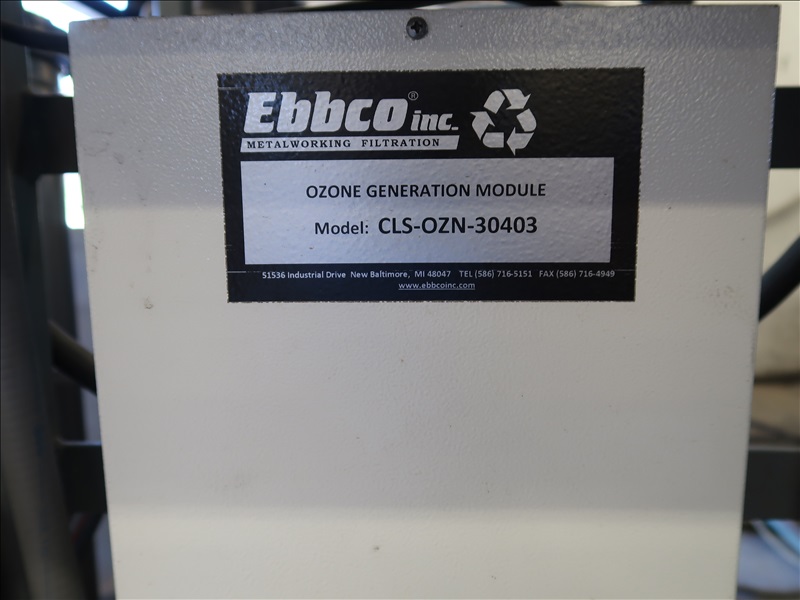 Ebbco® inc.
METALWORKING FILTRATION
OZONE GENERATION MODULE
Model: CLS-OZN-30403
51536 Industrial Drive New Baltimore, MI 48047 TEL (586) 716-5151 FAX (586) 716-4949
www.ebbcoinc.com